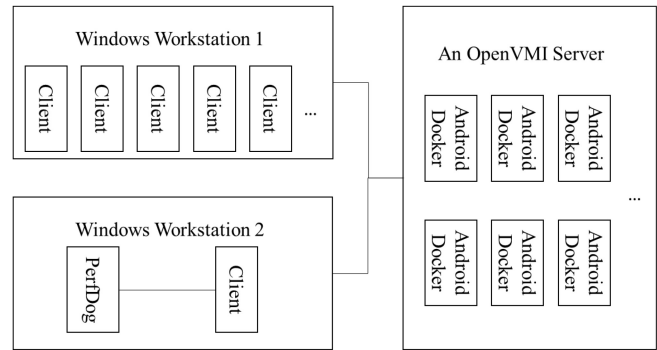 Windows Workstation 1
Client
Client
Client
Client
Client
...
Windows Workstation 2
PerfDog
Client
An OpenVMI Server
Android
Docker
Android
Docker
Android
Docker
...
Android
Docker
Android
Docker
Android
Docker